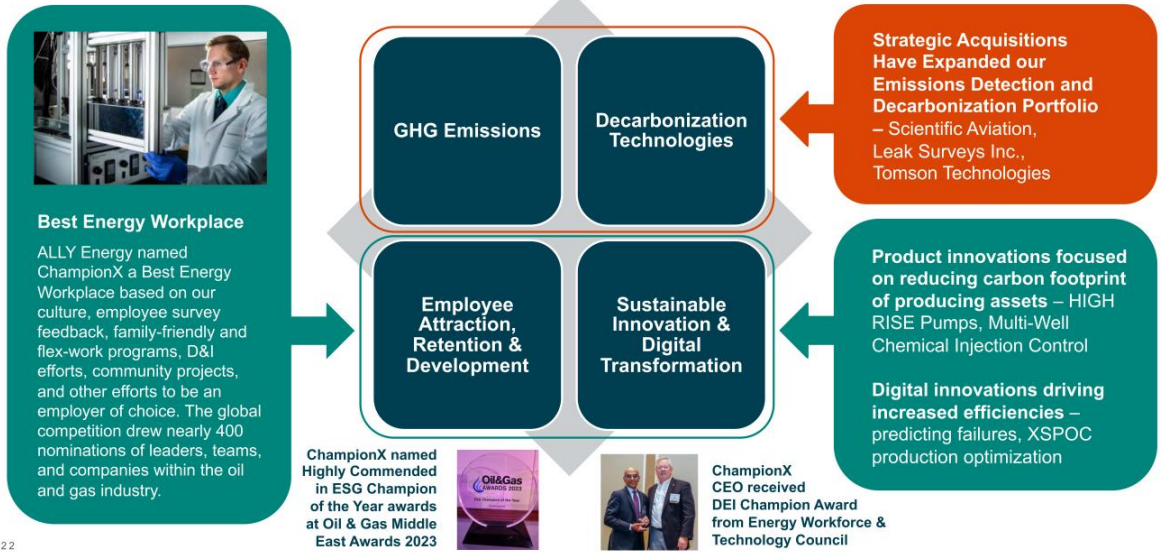 Best Energy Workplace
ALLY Energy named
ChampionX a Best Energy
Workplace based on our
culture, employee survey
feedback, family-friendly and
flex-work programs, D&I
efforts, community projects,
and other efforts to be an
employer of choice. The global
competition drew nearly 400
nominations of leaders, teams,
and companies within the oil
and gas industry.
GHG Emissions
Decarbonization
Technologies
Employee
Attraction,
Retention &
Development
Sustainable
Innovation &
Digital
Transformation
Strategic Acquisitions
Have Expanded our
Emissions Detection and
Decarbonization Portfolio
– Scientific Aviation,
Leak Surveys Inc.,
Tomson Technologies
Product innovations focused
on reducing carbon footprint
of producing assets – HIGH
RISE Pumps, Multi-Well
Chemical Injection Control
Digital innovations driving
increased efficiencies –
predicting failures, XSPOC
production optimization
ChampionX named
Highly Commended
in ESG Champion
of the Year awards
at Oil & Gas Middle
East Awards 2023
Oil&Gas
AWARDS 2023
ESG Champion of the Year
ChampionX
CEO received
DEI Champion Award
from Energy Workforce &
Technology Council
22